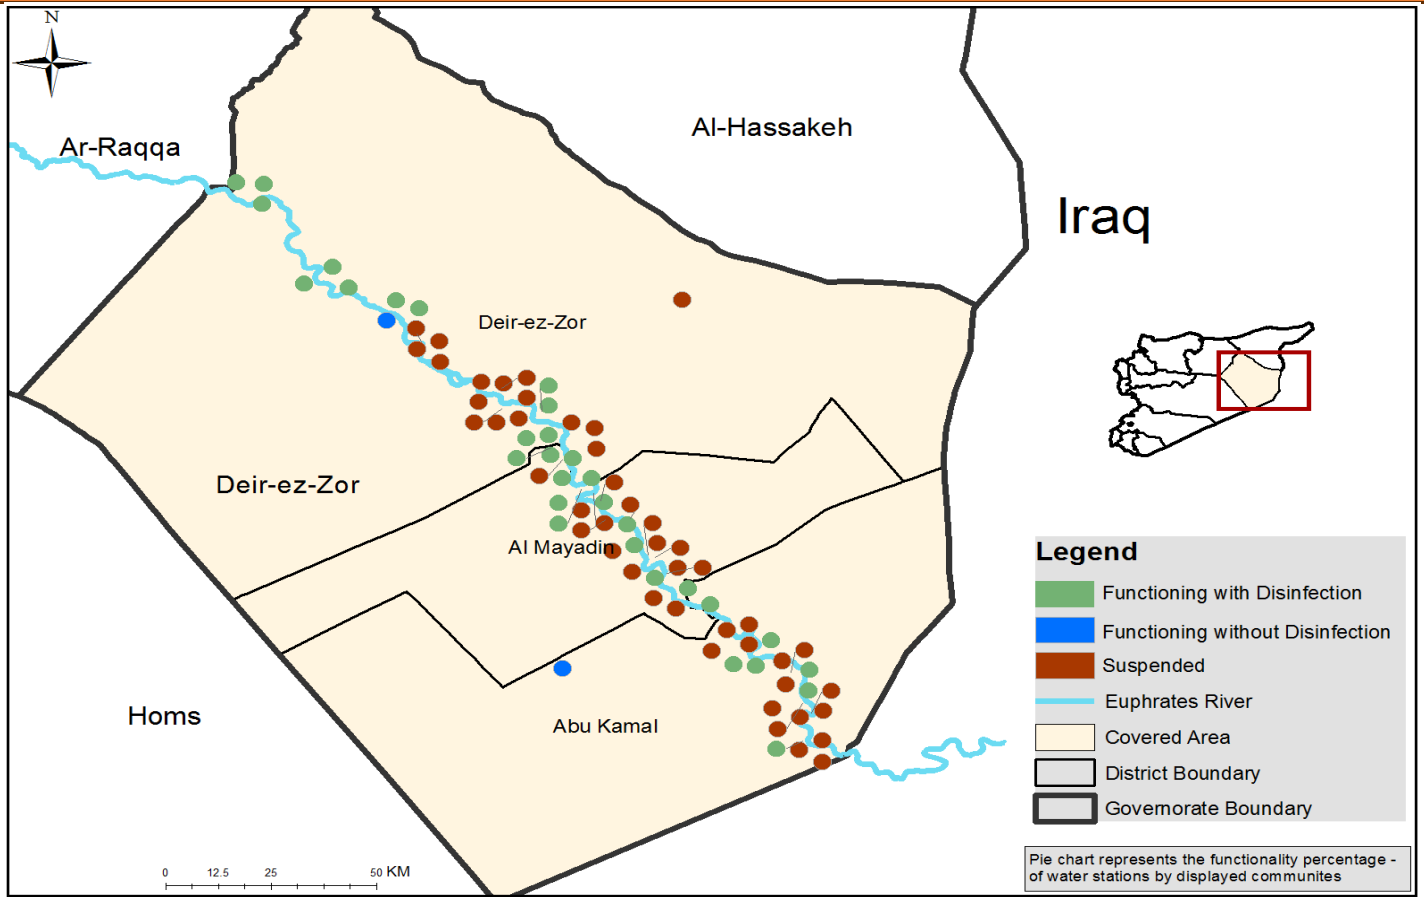 N
Ar-Raqqa
Al-Hassakeh
Iraq
Deir-ez-Zor
Deir-ez-Zor
Al Mayadin
Homs
Abu Kamal
Legend
Functioning with Disinfection
Functioning without Disinfection
Suspended
Euphrates River
Covered Area
District Boundary
Governorate Boundary
Pie chart represents the functionality percentage -
of water stations by displayed communites
0 12.5 25 50 KM